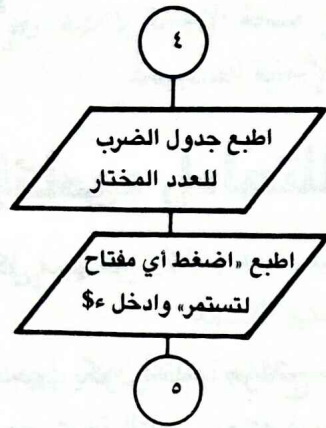 ٤
اطبع جدول الضرب
للعدد المختار
اطبع «اضغط أي مفتاح
لتستمر» وادخل ء$
٥